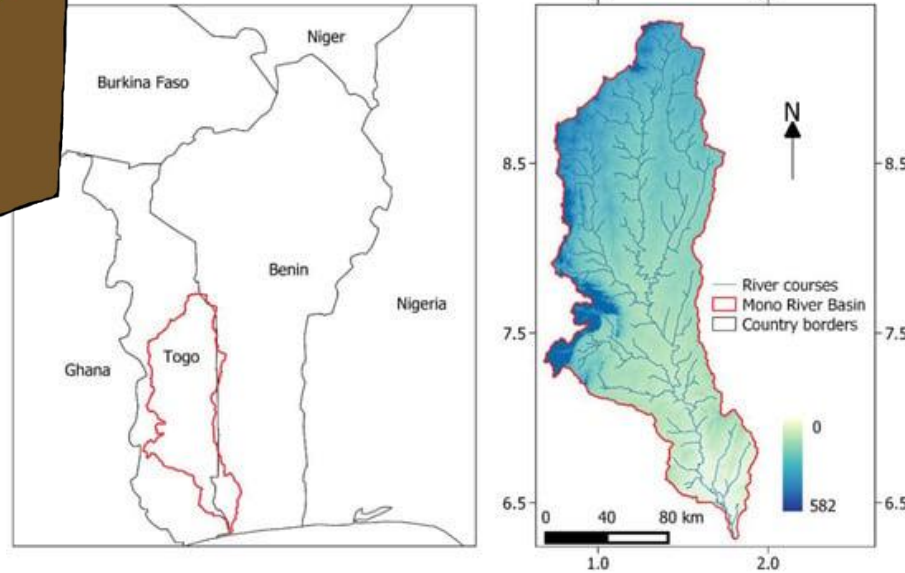 Niger
Burkina Faso
Benin
Nigeria
Togo
Ghana
N
8.5
8.5
River courses
Mono River Basin
Country borders
7.5
7.5
0
582
6.5
6.5
0 40 80 km
1.0 2.0